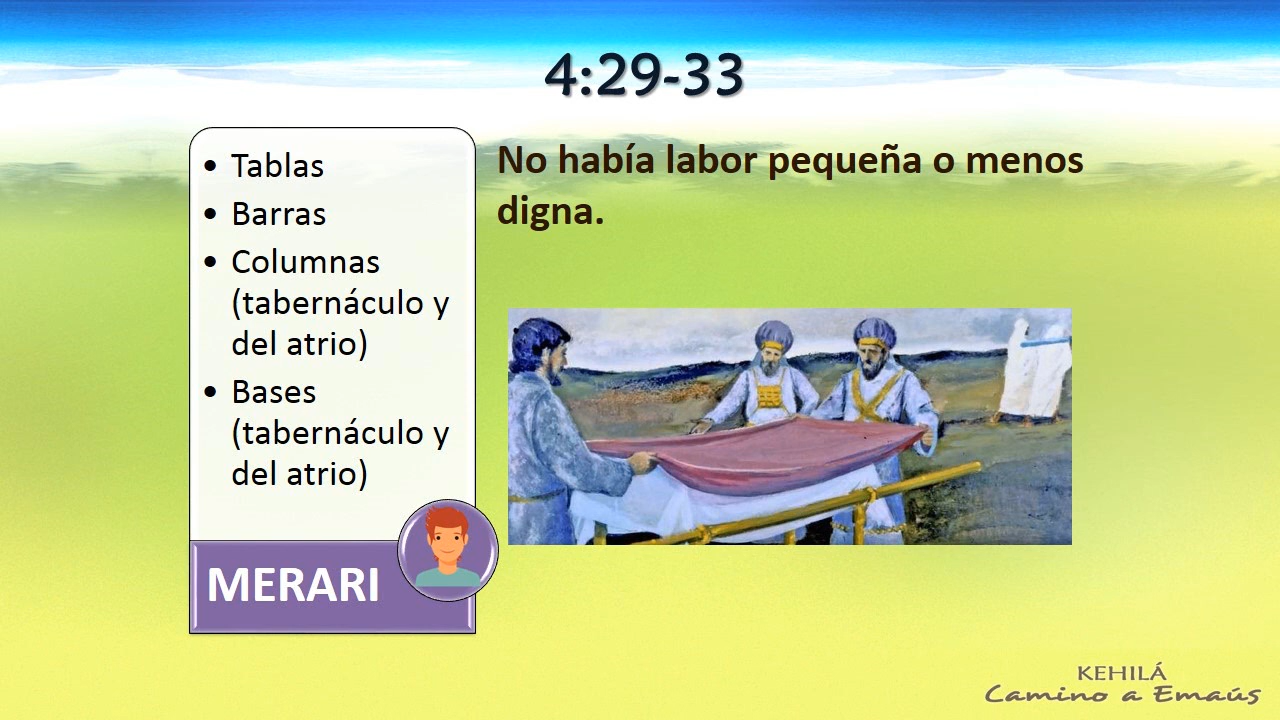 4:29-33
• Tablas
• Barras
• Columnas
(tabernáculo y
del atrio)
• Bases
(tabernáculo y
del atrio)
MERARI
No había labor pequeña o menos
digna.
KEHILÁ
Camino a Emaús